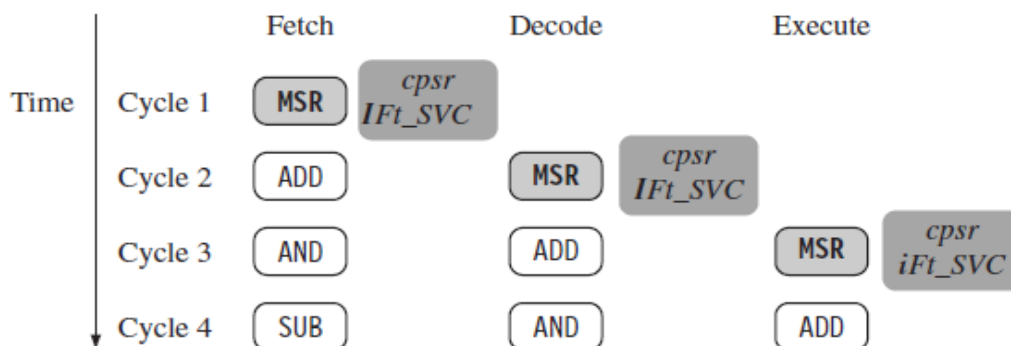 Fetch Decode Execute
Time
Cycle 1 MSR cpsr IFt_SVC
Cycle 2 ADD MSR cpsr IFt_SVC
Cycle 3 AND ADD MSR cpsr iFt_SVC
Cycle 4 SUB AND ADD